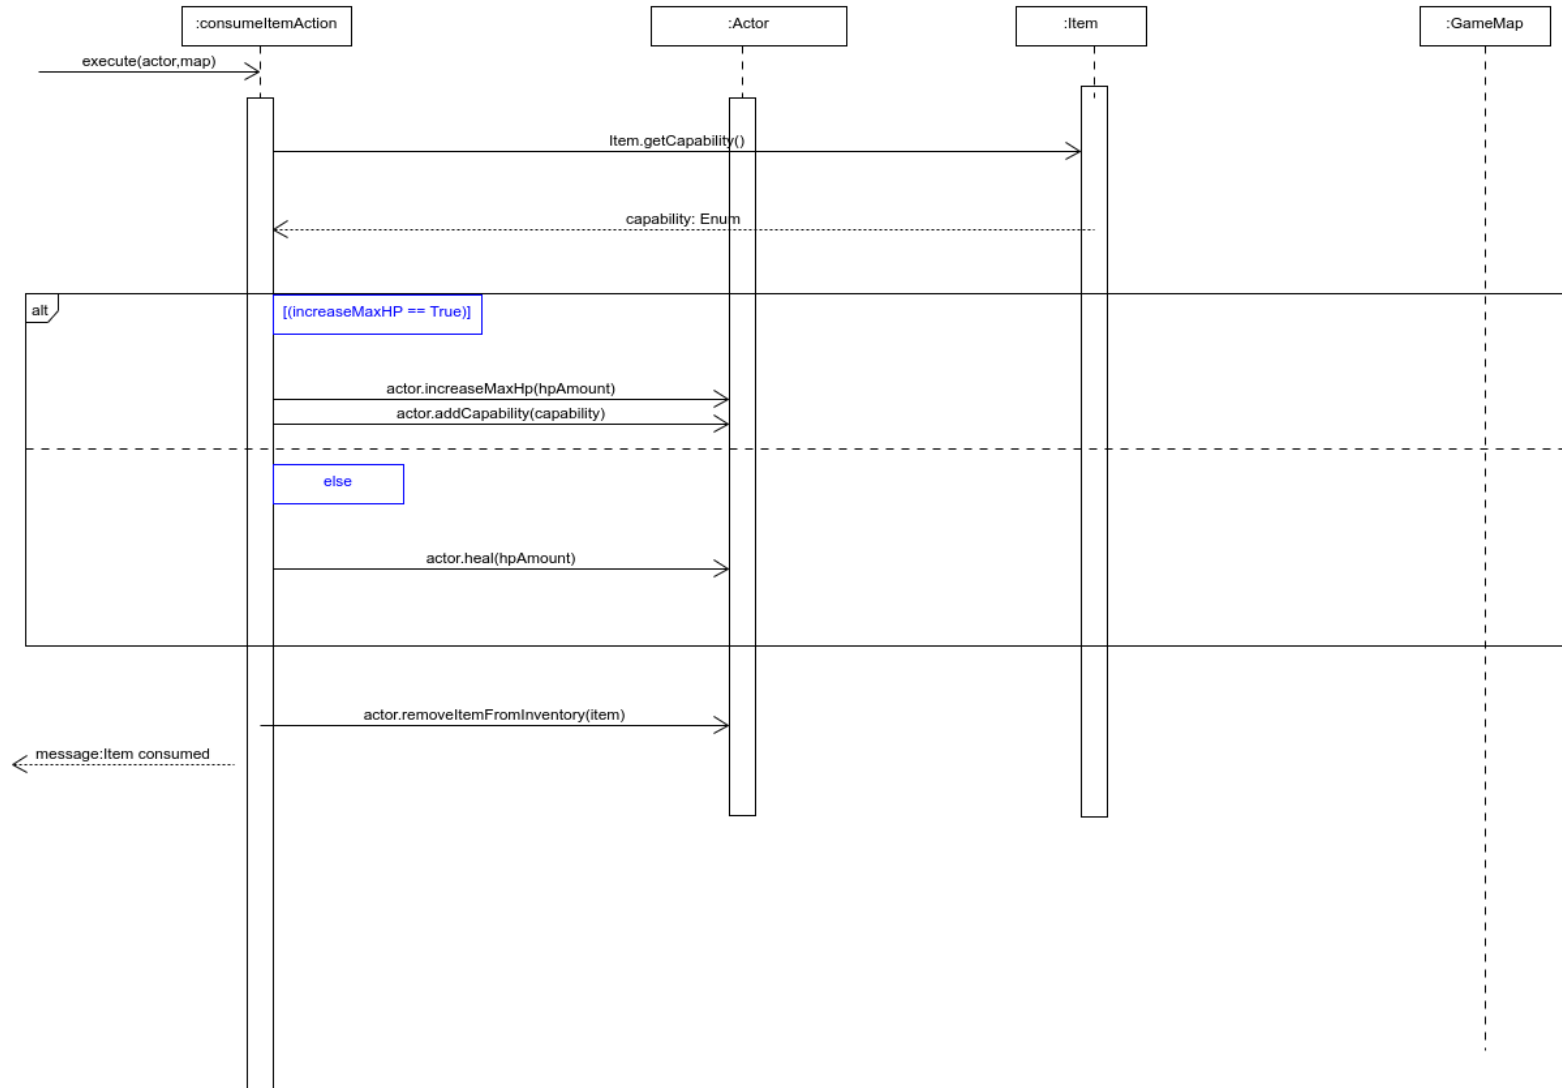 :consumeItemAction
:Actor
:Item
:GameMap
execute(actor,map)
Item.getCapability()
capability: Enum
alt
[(increaseMaxHP == True)]
actor.increaseMaxHp(hpAmount)
actor.addCapability(capability)
else
actor.heal(hpAmount)
actor.removeItemFromInventory(item)
message:Item consumed